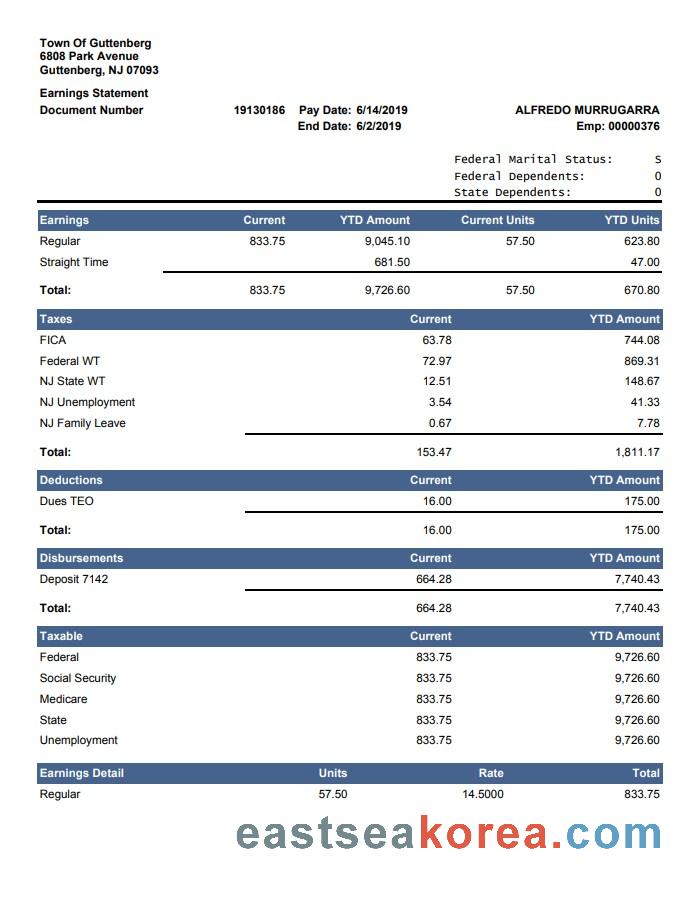 Town Of Guttenberg
6808 Park Avenue
Guttenberg, NJ 07093
Earnings Statement
Document Number 19130186 Pay Date: 6/14/2019 ALFREDO MURRUGARRA
End Date: 6/2/2019 Emp: 00000376
Federal Marital Status: S
Federal Dependents: 0
State Dependents: 0
Earnings Current YTD Amount Current Units YTD Units
Regular 833.75 9,045.10 57.50 623.80
Straight Time 681.50 47.00
Total: 833.75 9,726.60 57.50 670.80
Taxes Current YTD Amount
FICA 63.78 744.08
Federal WT 72.97 869.31
NJ State WT 12.51 148.67
NJ Unemployment 3.54 41.33
NJ Family Leave 0.67 7.78
Total: 153.47 1,811.17
Deductions Current YTD Amount
Dues TEO 16.00 175.00
Total: 16.00 175.00
Disbursements Current YTD Amount
Deposit 7142 664.28 7,740.43
Total: 664.28 7,740.43
Taxable Current YTD Amount
Federal 833.75 9,726.60
Social Security 833.75 9,726.60
Medicare 833.75 9,726.60
State 833.75 9,726.60
Unemployment 833.75 9,726.60
Earnings Detail Units Rate Total
Regular 57.50 14.5000 833.75
eastseakorea.com